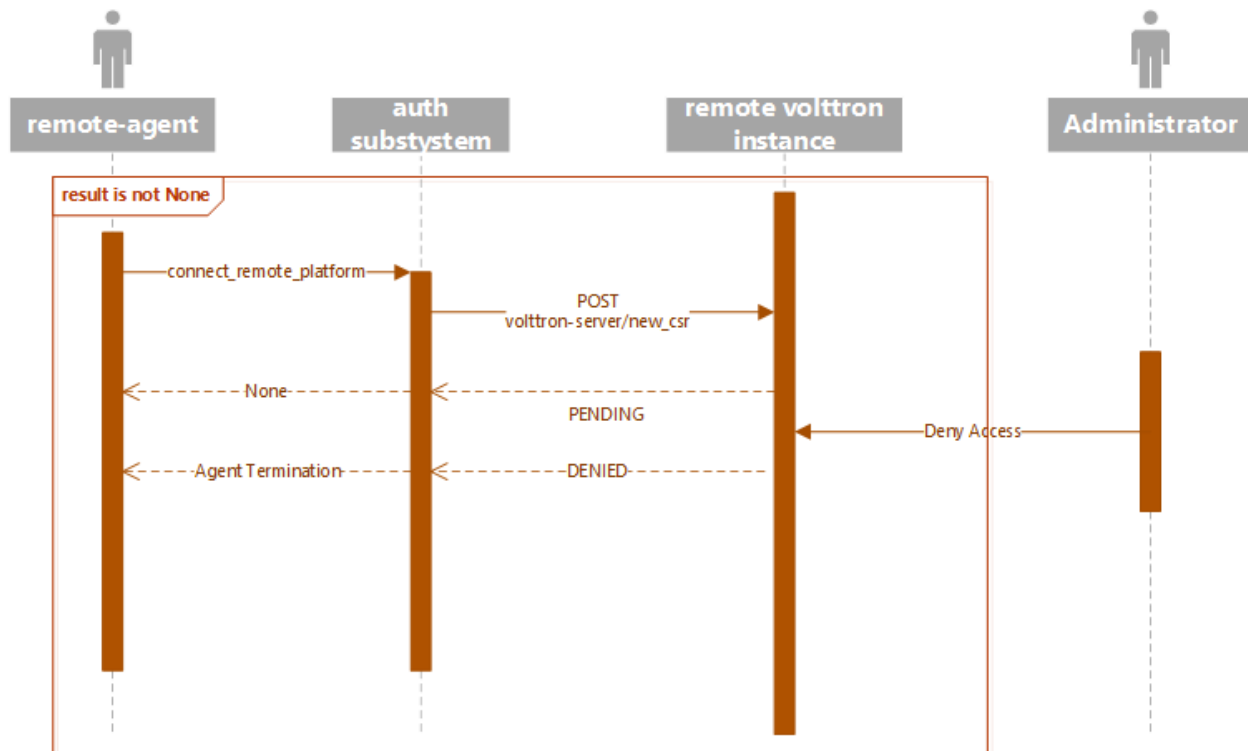 remote-agent
auth
substystem
remote volttron
instance
Administrator
result is not None
connect_remote_platform
POST
volttron-server/new_csr
None
PENDING
Deny Access
Agent Termination
DENIED